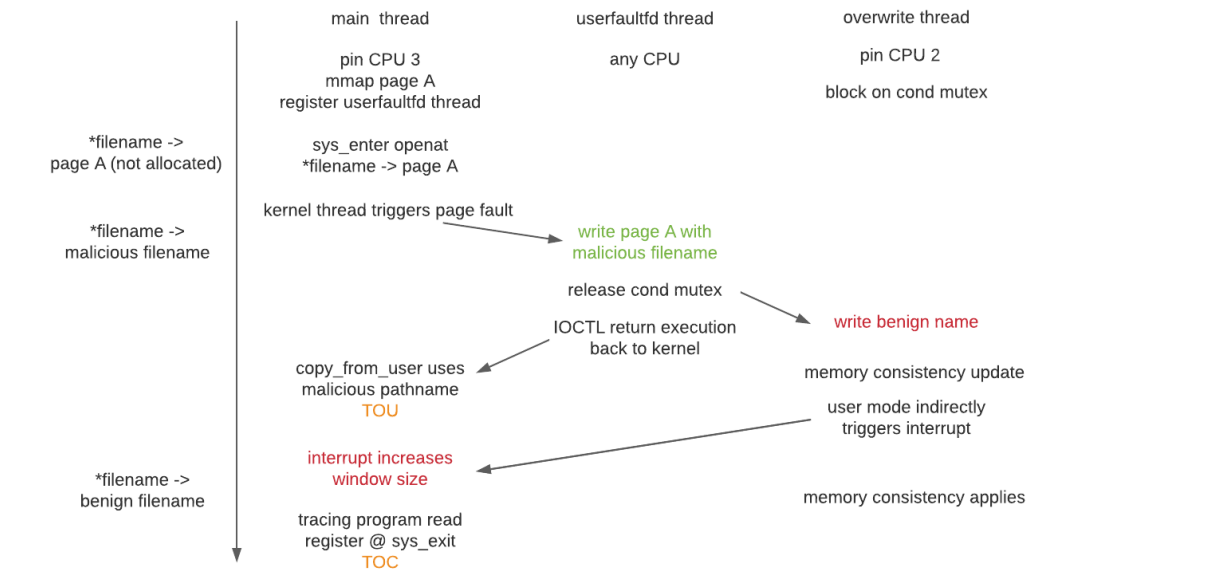 main  thread
userfaultfd thread
overwrite thread
pin CPU 3
mmap page A
register userfaultfd thread
any CPU
pin CPU 2
block on cond mutex
*filename ->
page A (not allocated)
sys_enter openat
*filename -> page A
kernel thread triggers page fault
*filename ->
malicious filename
write page A with
malicious filename
release cond mutex
write benign name
IOCTL return execution
back to kernel
copy_from_user uses
malicious pathname
TOU
memory consistency update
user mode indirectly
triggers interrupt
interrupt increases
window size
*filename ->
benign filename
memory consistency applies
tracing program read
register @ sys_exit
TOC